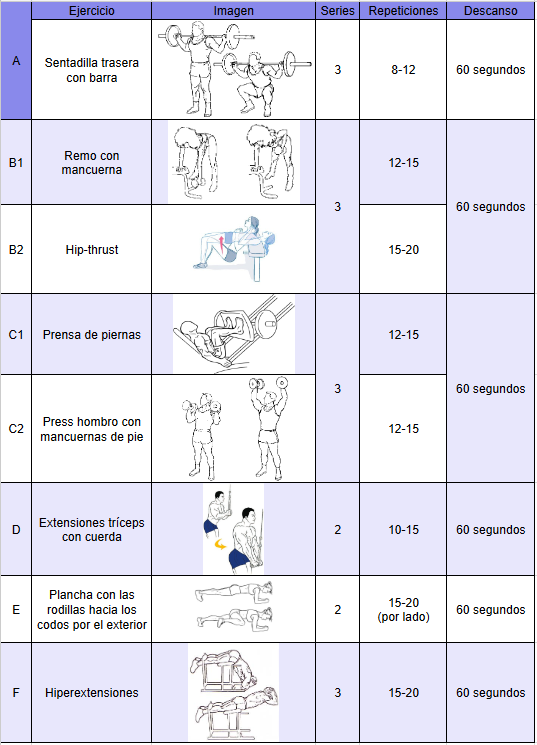 Ejercicio Imagen Series Repeticiones Descanso
A Sentadilla trasera
con barra
3 8-12 60 segundos
B1 Remo con
mancuerna
12-15
3 60 segundos
B2 Hip-thrust 15-20
C1 Prensa de piernas 12-15
3 60 segundos
C2 Press hombro con
mancuernas de pie
12-15
D Extensiones tríceps
con cuerda
2 10-15 60 segundos
E Plancha con las
rodillas hacia los
codos por el exterior
2 15-20
(por lado)
60 segundos
F Hiperextensiones 3 15-20 60 segundos